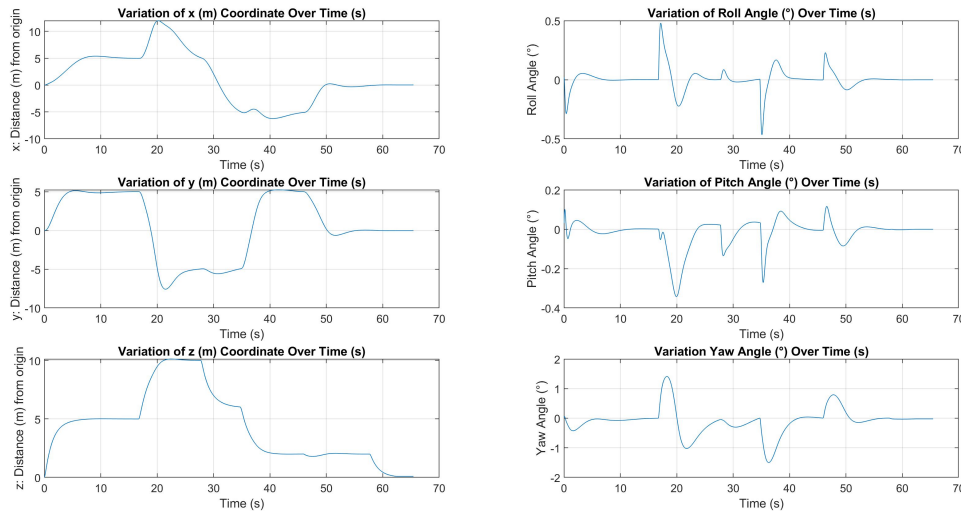 Variation of x (m) Coordinate Over Time (s)
x: Distance (m) from origin
10
5
0
-5
-10
0 10 20 30 40 50 60 70
Time (s)
Variation of Roll Angle (°) Over Time (s)
Roll Angle (°)
0.5
0
-0.5
0 10 20 30 40 50 60 70
Time (s)
Variation of y (m) Coordinate Over Time (s)
y: Distance (m) from origin
5
0
-5
-10
0 10 20 30 40 50 60 70
Time (s)
Variation of Pitch Angle (°) Over Time (s)
Pitch Angle (°)
0.2
0
-0.2
-0.4
0 10 20 30 40 50 60 70
Time (s)
Variation of z (m) Coordinate Over Time (s)
z: Distance (m) from origin
10
5
0
0 10 20 30 40 50 60 70
Time (s)
Variation Yaw Angle (°) Over Time (s)
Yaw Angle (°)
2
1
0
-1
-2
0 10 20 30 40 50 60 70
Time (s)